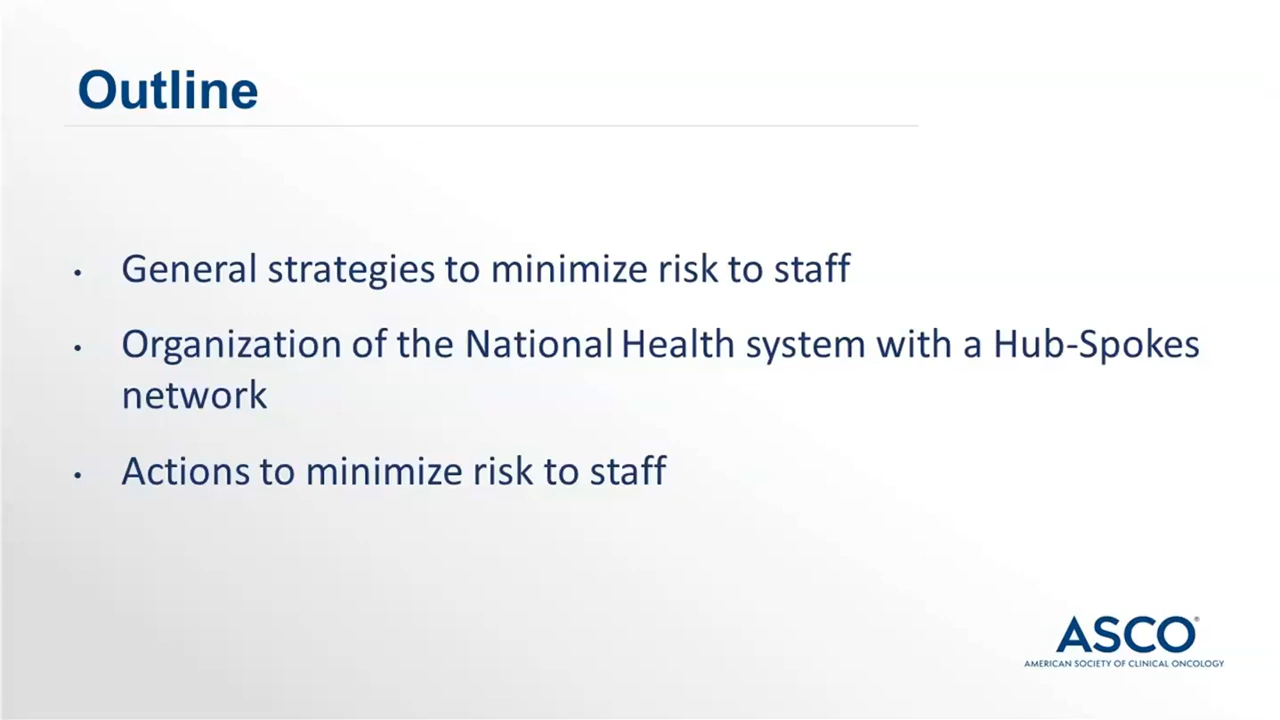 Outline
• General strategies to minimize risk to staff
• Organization of the National Health system with a Hub-Spokes
network
• Actions to minimize risk to staff
ASCO®
AMERICAN SOCIETY OF CLINICAL ONCOLOGY